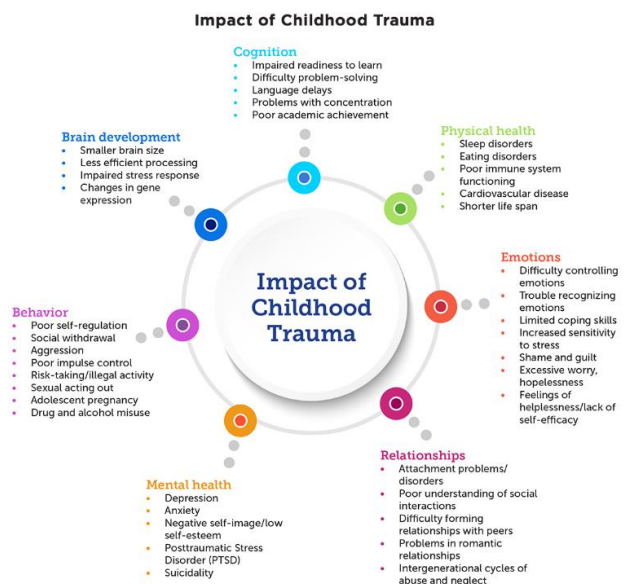 Impact of Childhood Trauma
Cognition
Impaired readiness to learn
Difficulty problem-solving
Language delays
Problems with concentration
Poor academic achievement
Physical health
Sleep disorders
Eating disorders
Poor immune system
functioning
Cardiovascular disease
Shorter life span
Emotions
Difficulty controlling
emotions
Trouble recognizing
emotions
Limited coping skills
Increased sensitivity
to stress
Shame and guilt
Excessive worry,
hopelessness
Feelings of
helplessness/lack of
self-efficacy
Relationships
Attachment problems/
disorders
Poor understanding of social
interactions
Difficulty forming
relationships with peers
Problems in romantic
relationships
Intergenerational cycles of
abuse and neglect
Mental health
Depression
Anxiety
Negative self-image/low
self-esteem
Posttraumatic Stress
Disorder (PTSD)
Suicidality
Behavior
Poor self-regulation
Social withdrawal
Aggression
Poor impulse control
Risk-taking/illegal activity
Sexual acting out
Adolescent pregnancy
Drug and alcohol misuse
Brain development
Smaller brain size
Less efficient processing
Impaired stress response
Changes in gene
expression
Impact of
Childhood
Trauma